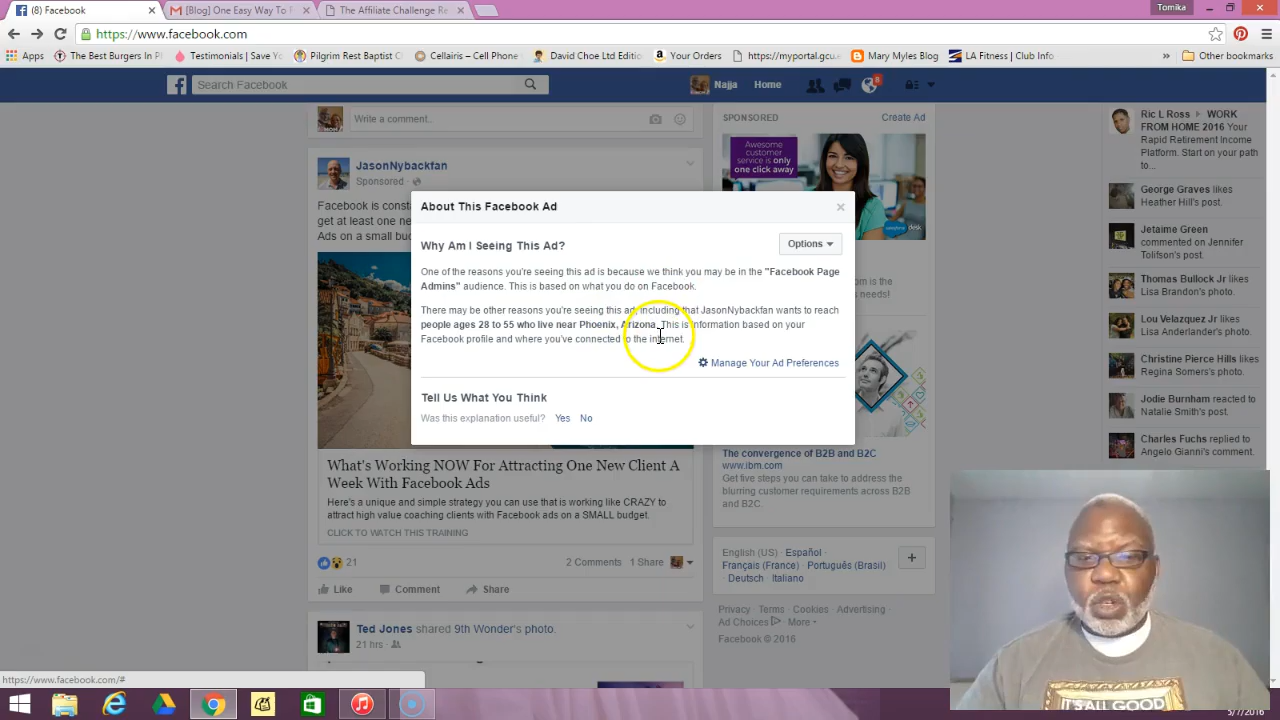 (8) Facebook
[Blog] One Easy Way To F
The Affiliate Challenge Re
Tomika
https://www.facebook.com
Apps
The Best Burgers In P
Testimonials | Save Yo
Pilgrim Rest Baptist C
Cellairis – Cell Phone
David Choe Ltd Edition
Your Orders
https://myportal.gcu.e
Mary Myles Blog
LA Fitness | Club Info
Other bookmarks
Search Facebook
Najja
Home
8
Write a comment..
JasonNybackfan
Sponsored
Facebook is consta
get at least one ne
Ads on a small bud
About This Facebook Ad
Why Am I Seeing This Ad?
Options
One of the reasons you're seeing this ad is because we think you may be in the "Facebook Page
Admins" audience. This is based on what you do on Facebook.
There may be other reasons you're seeing this ad, including that JasonNybackfan wants to reach
people ages 28 to 55 who live near Phoenix, Arizona. This is information based on your
Facebook profile and where you've connected to the internet.
Manage Your Ad Preferences
Tell Us What You Think
Was this explanation useful? Yes No
What's Working NOW For Attracting One New Client A
Week With Facebook Ads
Here's a unique and simple strategy you can use that is working like CRAZY to
attract high value coaching clients with Facebook ads on a SMALL budget.
CLICK TO WATCH THIS TRAINING
21
2 Comments 1 Share
Like Comment Share
Ted Jones shared 9th Wonder's photo.
21 hrs
SPONSORED
Create Ad
Awesome
customer
service is only
one click away
salesforce
desk
s needs!
The convergence of B2B and B2C
www.ibm.com
Get five steps you can take to address the
blurring customer requirements across B2B
and B2C.
English (US) · Español ·
Français (France) · Português (Brasil)
· Deutsch · Italiano
Privacy · Terms · Cookies · Advertising ·
Ad Choices · More
Facebook © 2016
Ric L Ross ▸ WORK
FROM HOME 2016 Your
Rapid Retirement Income
Platform. Start on your path
to...
George Graves likes
Heather Hill's post.
Jetaime Green
commented on Jennifer
Tolifson's post.
Thomas Bullock Jr likes
Lisa Brandon's photo.
Lou Velazquez Jr likes
Lisa Anderlinden's photo.
Christine Pierce Hills likes
Regina Somers's photo.
Jodie Burnham reacted to
Natalie Smith's post.
Charles Fuchs replied to
Angelo Gianni's comment.
https://www.facebook.com/#
IT'S ALL GOOD
5/7/2016